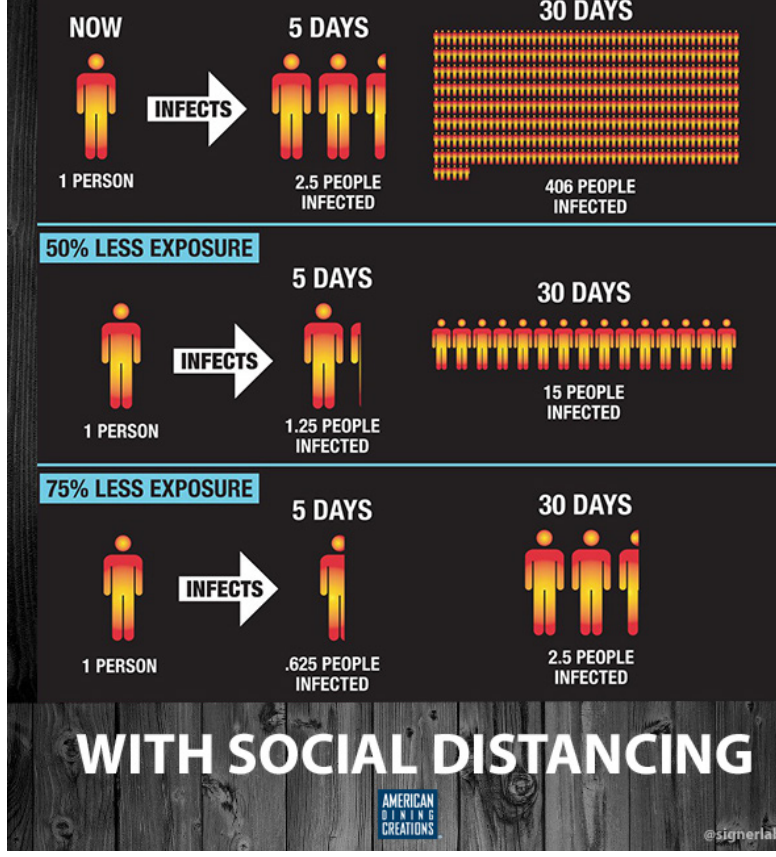 NOW
5 DAYS
30 DAYS
INFECTS
1 PERSON
2.5 PEOPLE
INFECTED
406 PEOPLE
INFECTED
50% LESS EXPOSURE
5 DAYS
30 DAYS
INFECTS
1 PERSON
1.25 PEOPLE
INFECTED
15 PEOPLE
INFECTED
75% LESS EXPOSURE
5 DAYS
30 DAYS
INFECTS
1 PERSON
.625 PEOPLE
INFECTED
2.5 PEOPLE
INFECTED
WITH SOCIAL DISTANCING
AMERICAN
DINING
CREATIONS
@signerlab